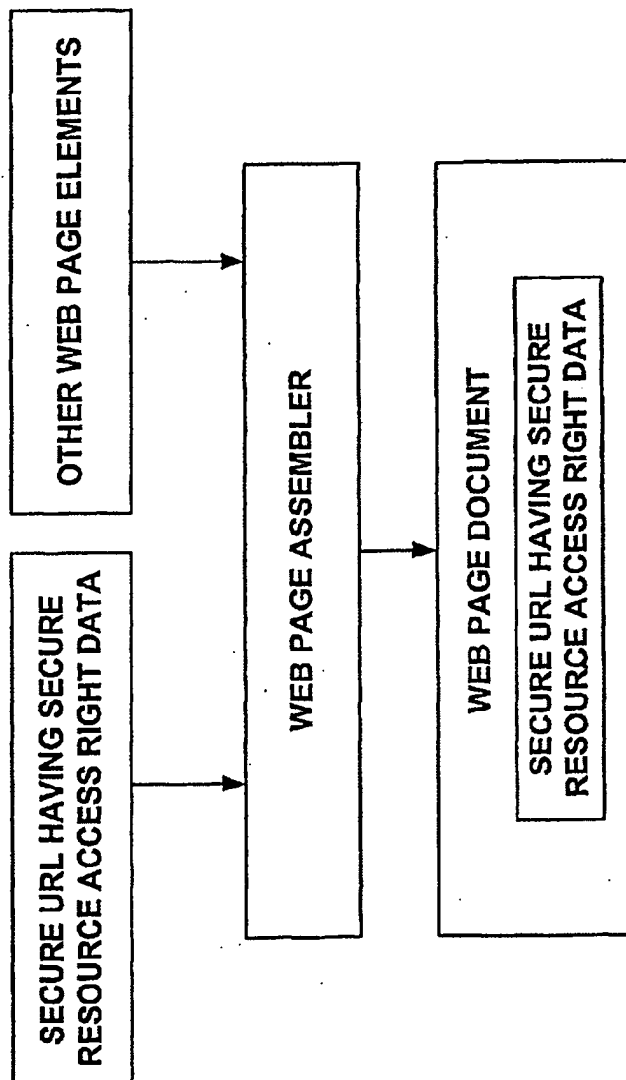 SECURE URL HAVING SECURE
RESOURCE ACCESS RIGHT DATA
OTHER WEB PAGE ELEMENTS
WEB PAGE ASSEMBLER
WEB PAGE DOCUMENT
SECURE URL HAVING SECURE
RESOURCE ACCESS RIGHT DATA